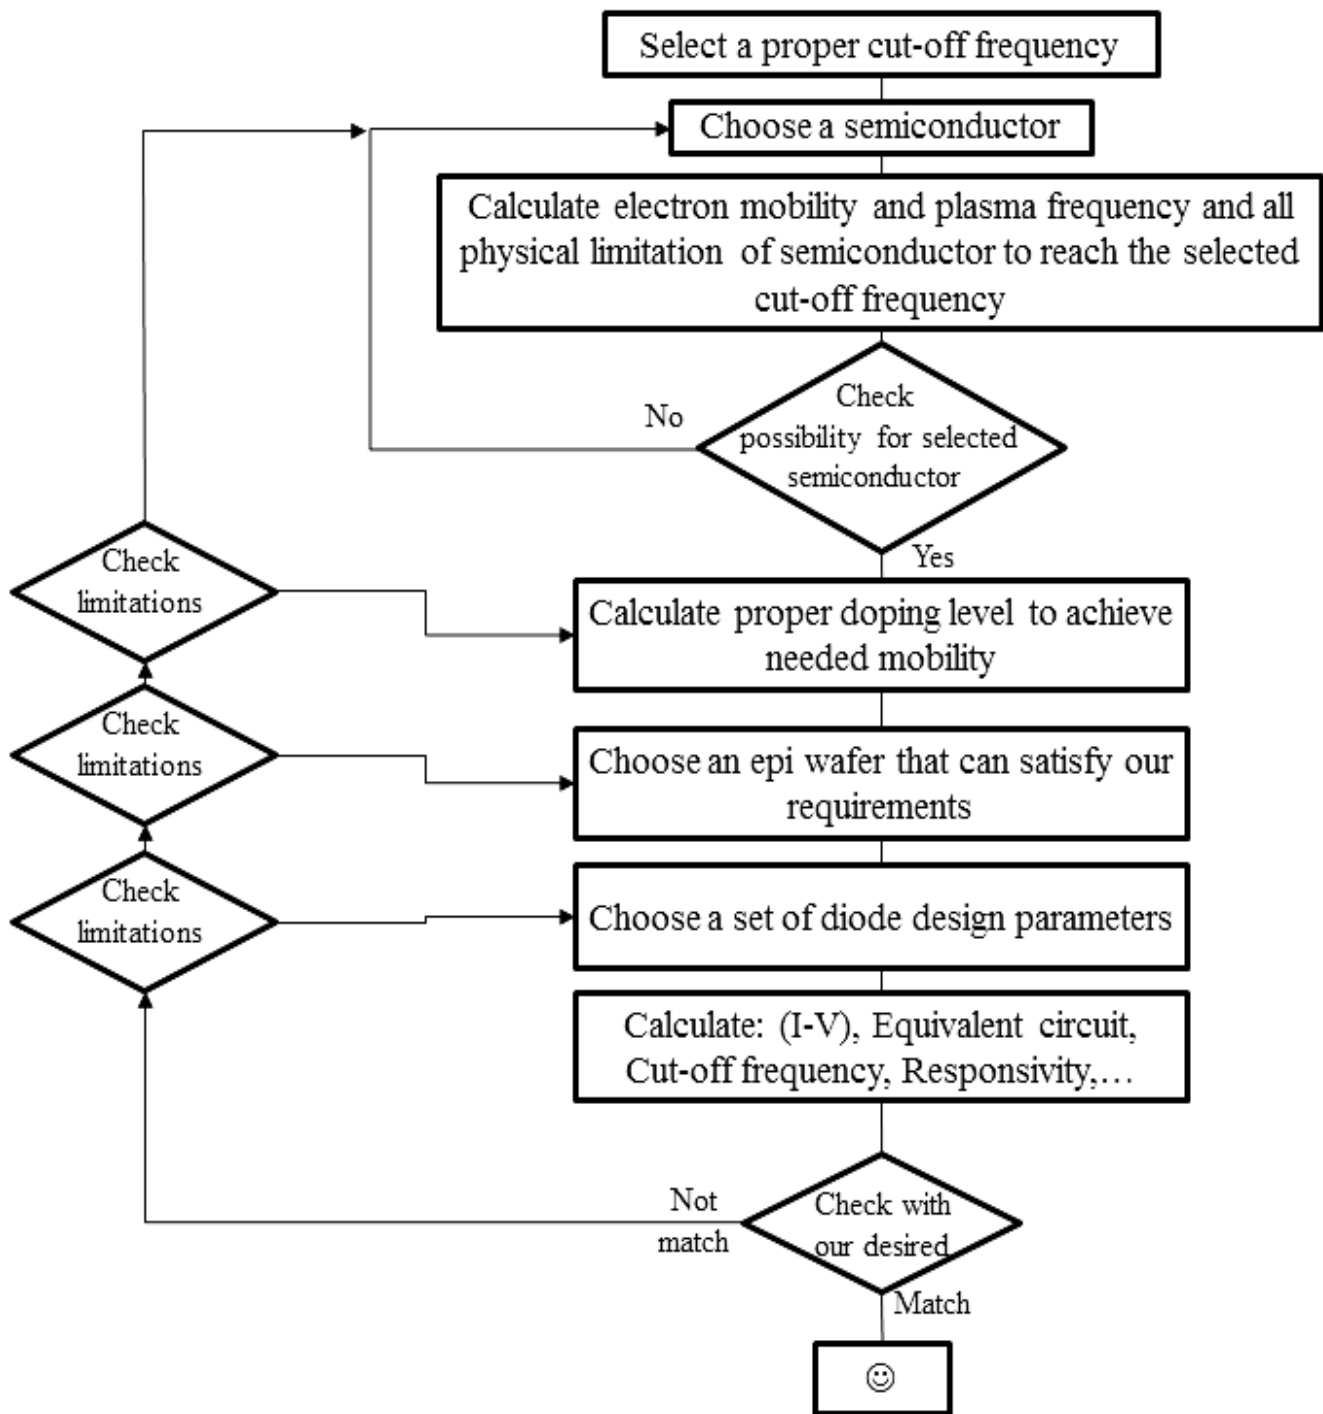 Select a proper cut-off frequency
Choose a semiconductor
Calculate electron mobility and plasma frequency and all
physical limitation of semiconductor to reach the selected
cut-off frequency
Check
possibility for selected
semiconductor
No
Yes
Check
limitations
Calculate proper doping level to achieve
needed mobility
Check
limitations
Choose an epi wafer that can satisfy our
requirements
Check
limitations
Choose a set of diode design parameters
Calculate: (I-V), Equivalent circuit,
Cut-off frequency, Responsivity,…
Not
match
Check with
our desired
Match
☺